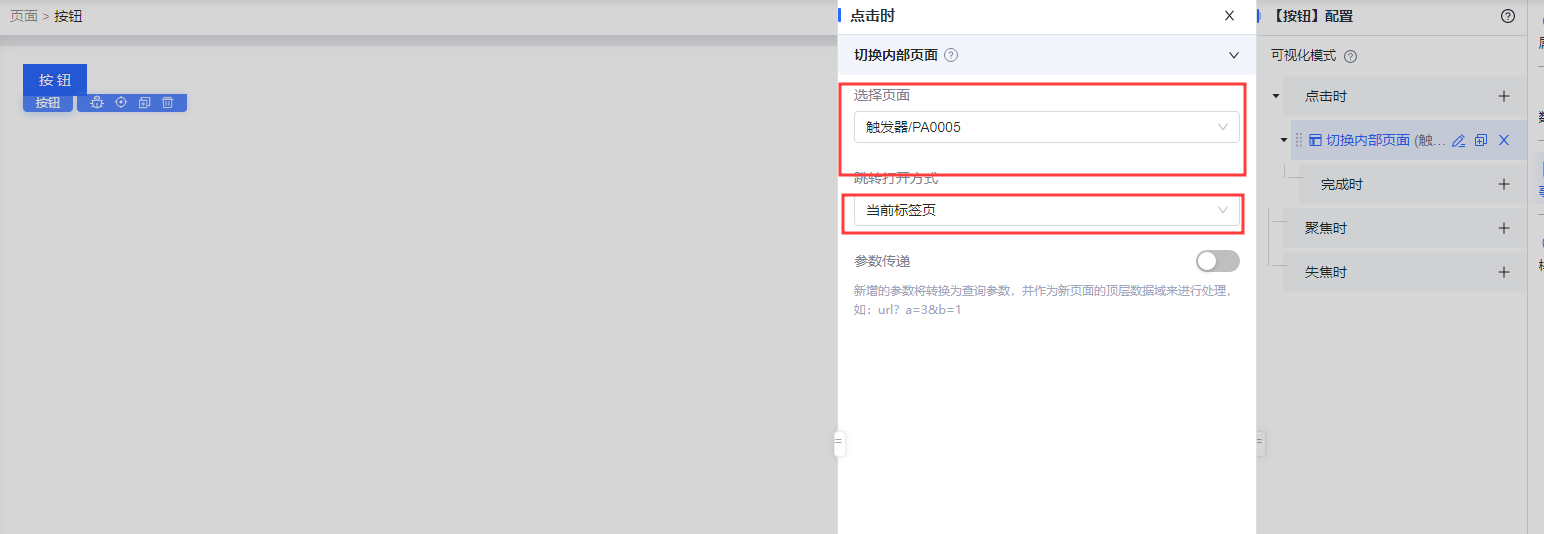 页面 > 按钮
按 钮
按钮
点击时
切换内部页面
选择页面
触发器/PA0005
跳转打开方式
当前标签页
参数传递
新增的参数将转换为查询参数，并作为新页面的顶层数据域来进行处理，
如：url? a=3&b=1
【按钮】配置
可视化模式
点击时
切换内部页面 (触...
完成时
聚焦时
失焦时